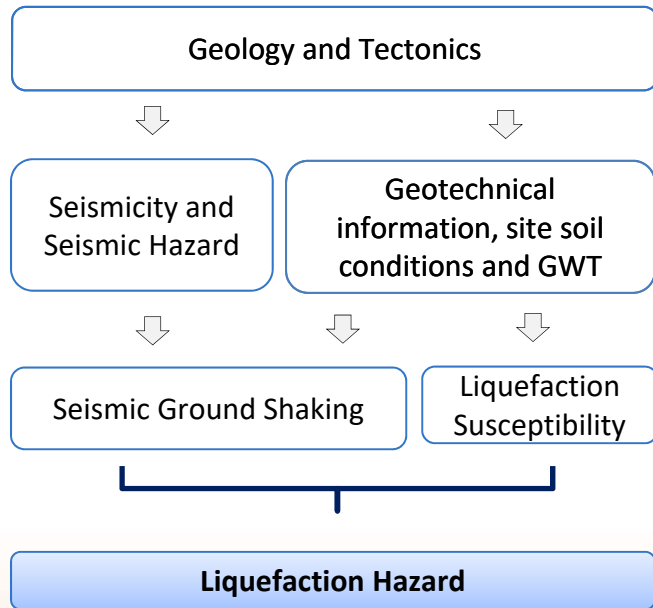 Geology and Tectonics
Seismicity and
Seismic Hazard
Geotechnical
information, site soil
conditions and GWT
Seismic Ground Shaking
Liquefaction
Susceptibility
Liquefaction Hazard